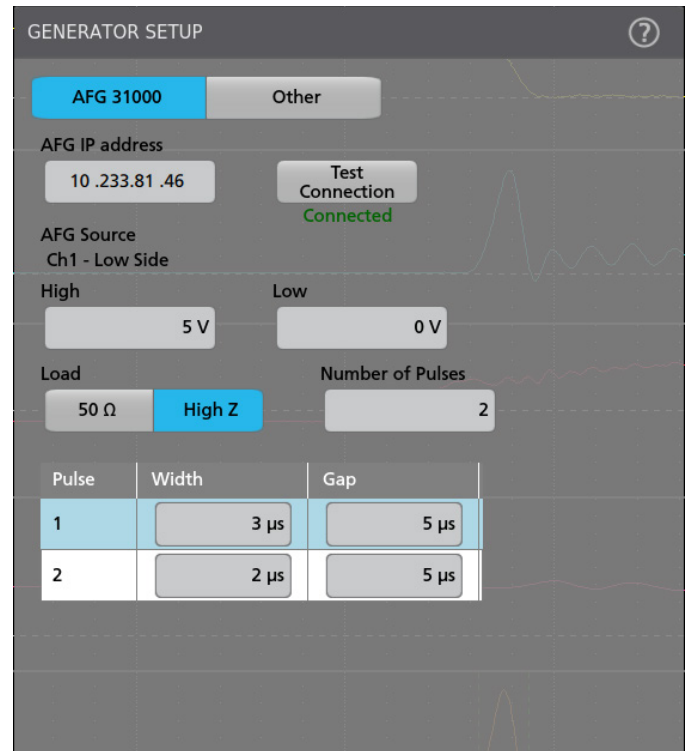 GENERATOR SETUP ?
AFG 31000 Other
AFG IP address
10 .233.81 .46
Test
Connection
Connected
AFG Source
Ch1 - Low Side
High Low
5 V 0 V
Load Number of Pulses
50 Ω High Z 2
Pulse Width Gap
1 3 µs 5 µs
2 2 µs 5 µs